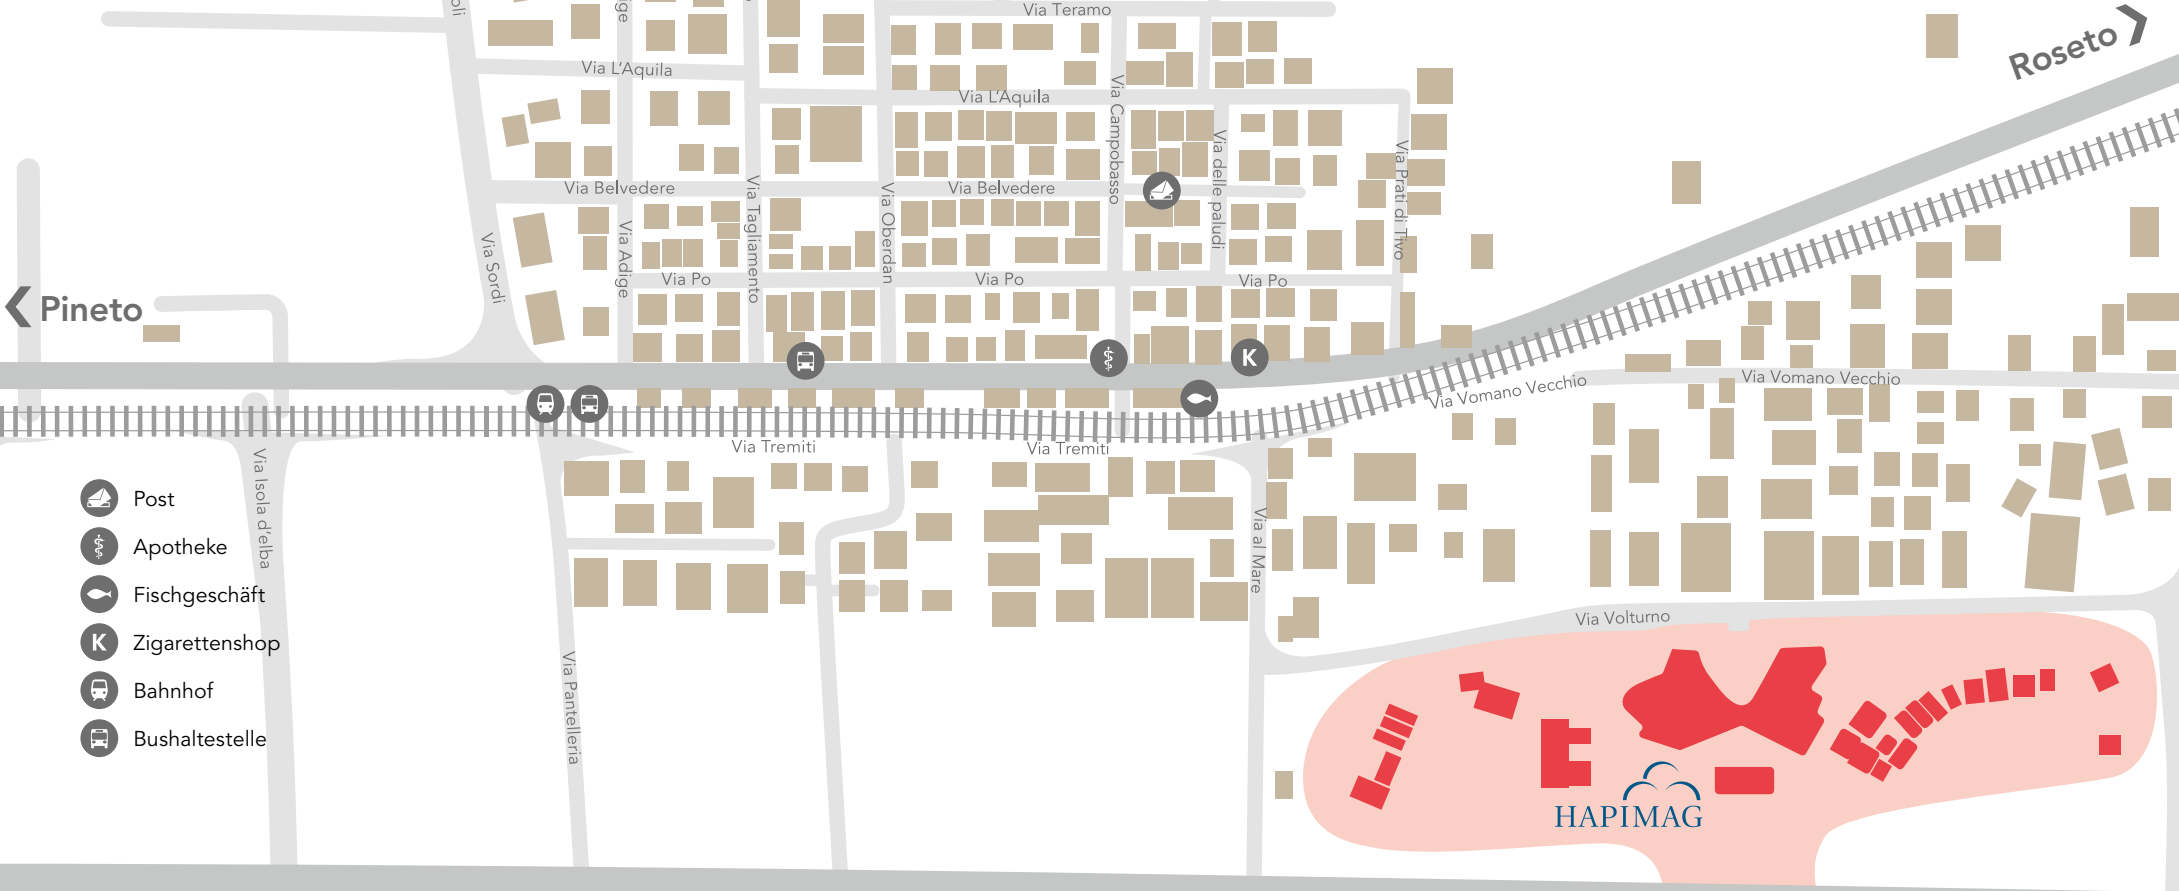 Via Teramo
Roseto
Via L'Aquila
Via L'Aquila
Via Campobasso
Via delle paludi
Via Prati di Tivo
Via Belvedere
Via Belvedere
Via Tagliamento
Via Oberdan
Via Adige
Via Sordi
Via Po
Via Po
Via Po
Pineto
K
Via Vomano Vecchio
Via Vomano Vecchio
Via Tremiti
Via Tremiti
Via Isola d'elba
Via al Mare
Post
Apotheke
Fischgeschäft
K Zigarettenshop
Bahnhof
Bushaltestelle
Via Pantelleria
Via Volturno
HAPIMAG